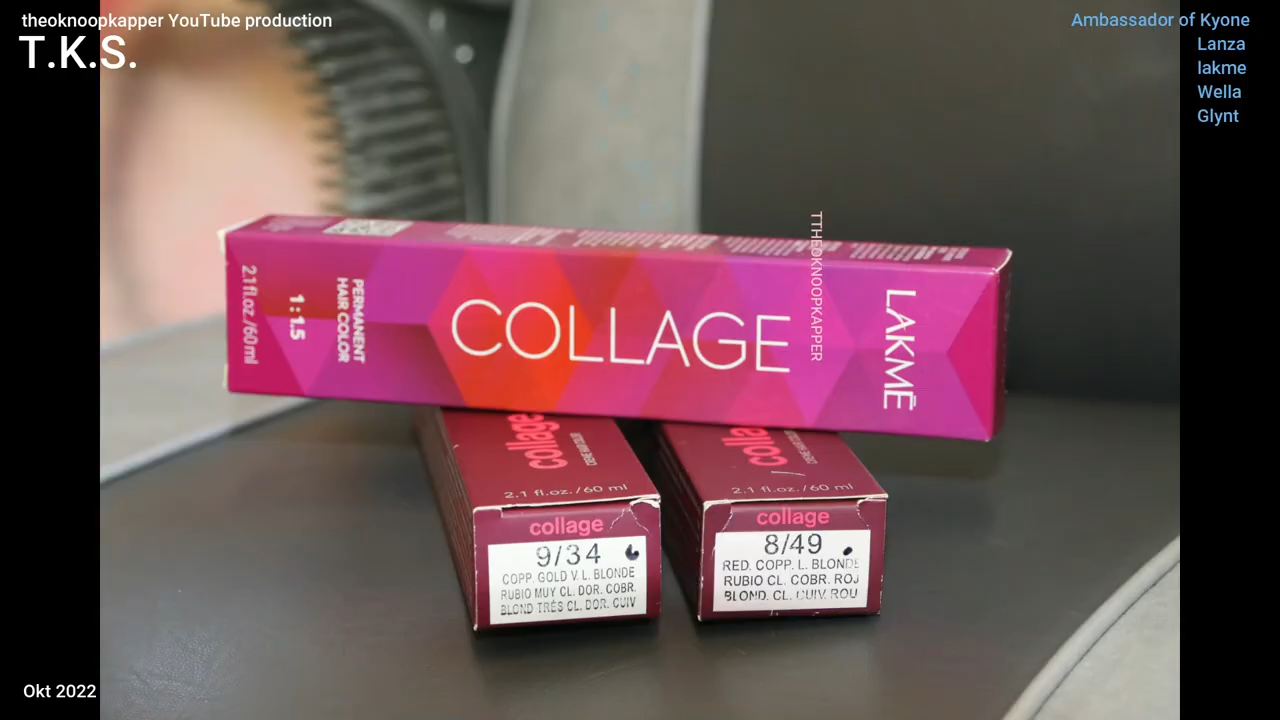 theoknoopkapper YouTube production
T.K.S.
Ambassador of Kyone
Lanza
lakme
Wella
Glynt
2.1 fl.oz./60 ml
1:1.5
PERMANENT
HAIR COLOR
COLLAGE
TTHEOKNOOPKAPPER
LAKMĒ
collage
2.1 fl.oz./60 ml
collage
9/34
COPP. GOLD V. L. BLONDE
RUBIO MUY CL. DOR. COBR.
BLOND TRÈS CL. DOR. CUIV
colla
2.1 fl.oz./60 ml
collage
8/49
RED. COPP. L. BLONDE
RUBIO CL. COBR. ROJ
BLOND. CL. CUIV. ROU
Okt 2022